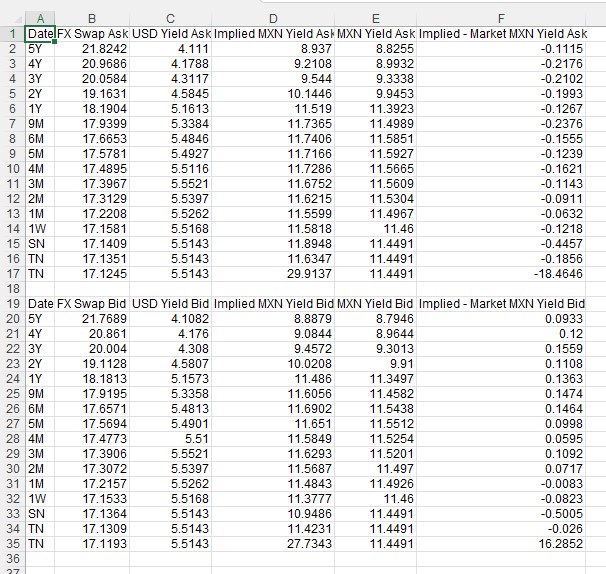 A B C D E F
1 Date FX Swap Ask USD Yield Ask Implied MXN Yield Ask MXN Yield Ask Implied - Market MXN Yield Ask
2 5Y 21.8242 4.111 8.937 8.8255 -0.1115
3 4Y 20.9686 4.1788 9.2108 8.9932 -0.2176
4 3Y 20.0584 4.3117 9.544 9.3338 -0.2102
5 2Y 19.1631 4.5845 10.1446 9.9453 -0.1993
6 1Y 18.1904 5.1613 11.519 11.3923 -0.1267
7 9M 17.9399 5.3384 11.7365 11.4989 -0.2376
8 6M 17.6653 5.4846 11.7406 11.5851 -0.1555
9 5M 17.5781 5.4927 11.7166 11.5927 -0.1239
10 4M 17.4895 5.5116 11.7286 11.5665 -0.1621
11 3M 17.3967 5.5521 11.6752 11.5609 -0.1143
12 2M 17.3129 5.5397 11.6215 11.5304 -0.0911
13 1M 17.2208 5.5262 11.5599 11.4967 -0.0632
14 1W 17.1581 5.5168 11.5818 11.46 -0.1218
15 SN 17.1409 5.5143 11.8948 11.4491 -0.4457
16 TN 17.1351 5.5143 11.6347 11.4491 -0.1856
17 TN 17.1245 5.5143 29.9137 11.4491 -18.4646
18
19 Date FX Swap Bid USD Yield Bid Implied MXN Yield Bid MXN Yield Bid Implied - Market MXN Yield Bid
20 5Y 21.7689 4.1082 8.8879 8.7946 0.0933
21 4Y 20.861 4.176 9.0844 8.9644 0.12
22 3Y 20.004 4.308 9.4572 9.3013 0.1559
23 2Y 19.1128 4.5807 10.0208 9.91 0.1108
24 1Y 18.1813 5.1573 11.486 11.3497 0.1363
25 9M 17.9195 5.3358 11.6056 11.4582 0.1474
26 6M 17.6571 5.4813 11.6902 11.5438 0.1464
27 5M 17.5694 5.4901 11.651 11.5512 0.0998
28 4M 17.4773 5.51 11.5849 11.5254 0.0595
29 3M 17.3906 5.5521 11.6293 11.5201 0.1092
30 2M 17.3072 5.5397 11.5687 11.497 0.0717
31 1M 17.2157 5.5262 11.4843 11.4926 -0.0083
32 1W 17.1533 5.5168 11.3777 11.46 -0.0823
33 SN 17.1364 5.5143 10.9486 11.4491 -0.5005
34 TN 17.1309 5.5143 11.4231 11.4491 -0.026
35 TN 17.1193 5.5143 27.7343 11.4491 16.2852
36
37